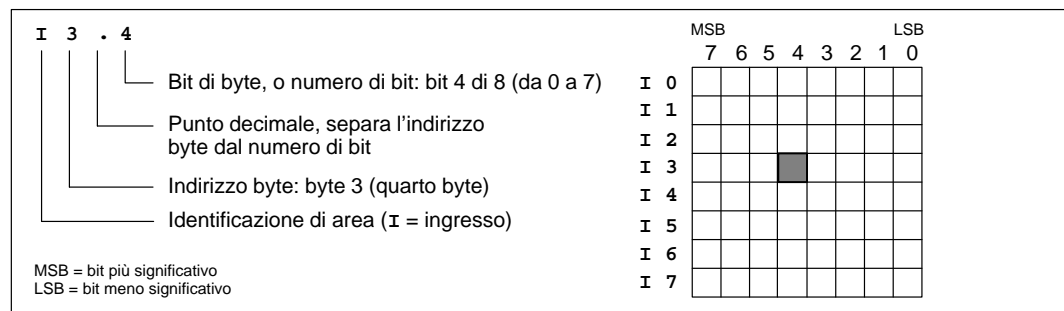 I 3 . 4
Bit di byte, o numero di bit: bit 4 di 8 (da 0 a 7)
Punto decimale, separa l'indirizzo
byte dal numero di bit
Indirizzo byte: byte 3 (quarto byte)
Identificazione di area (I = ingresso)
MSB = bit più significativo
LSB = bit meno significativo
MSB LSB
7 6 5 4 3 2 1 0
I 0
I 1
I 2
I 3
I 4
I 5
I 6
I 7